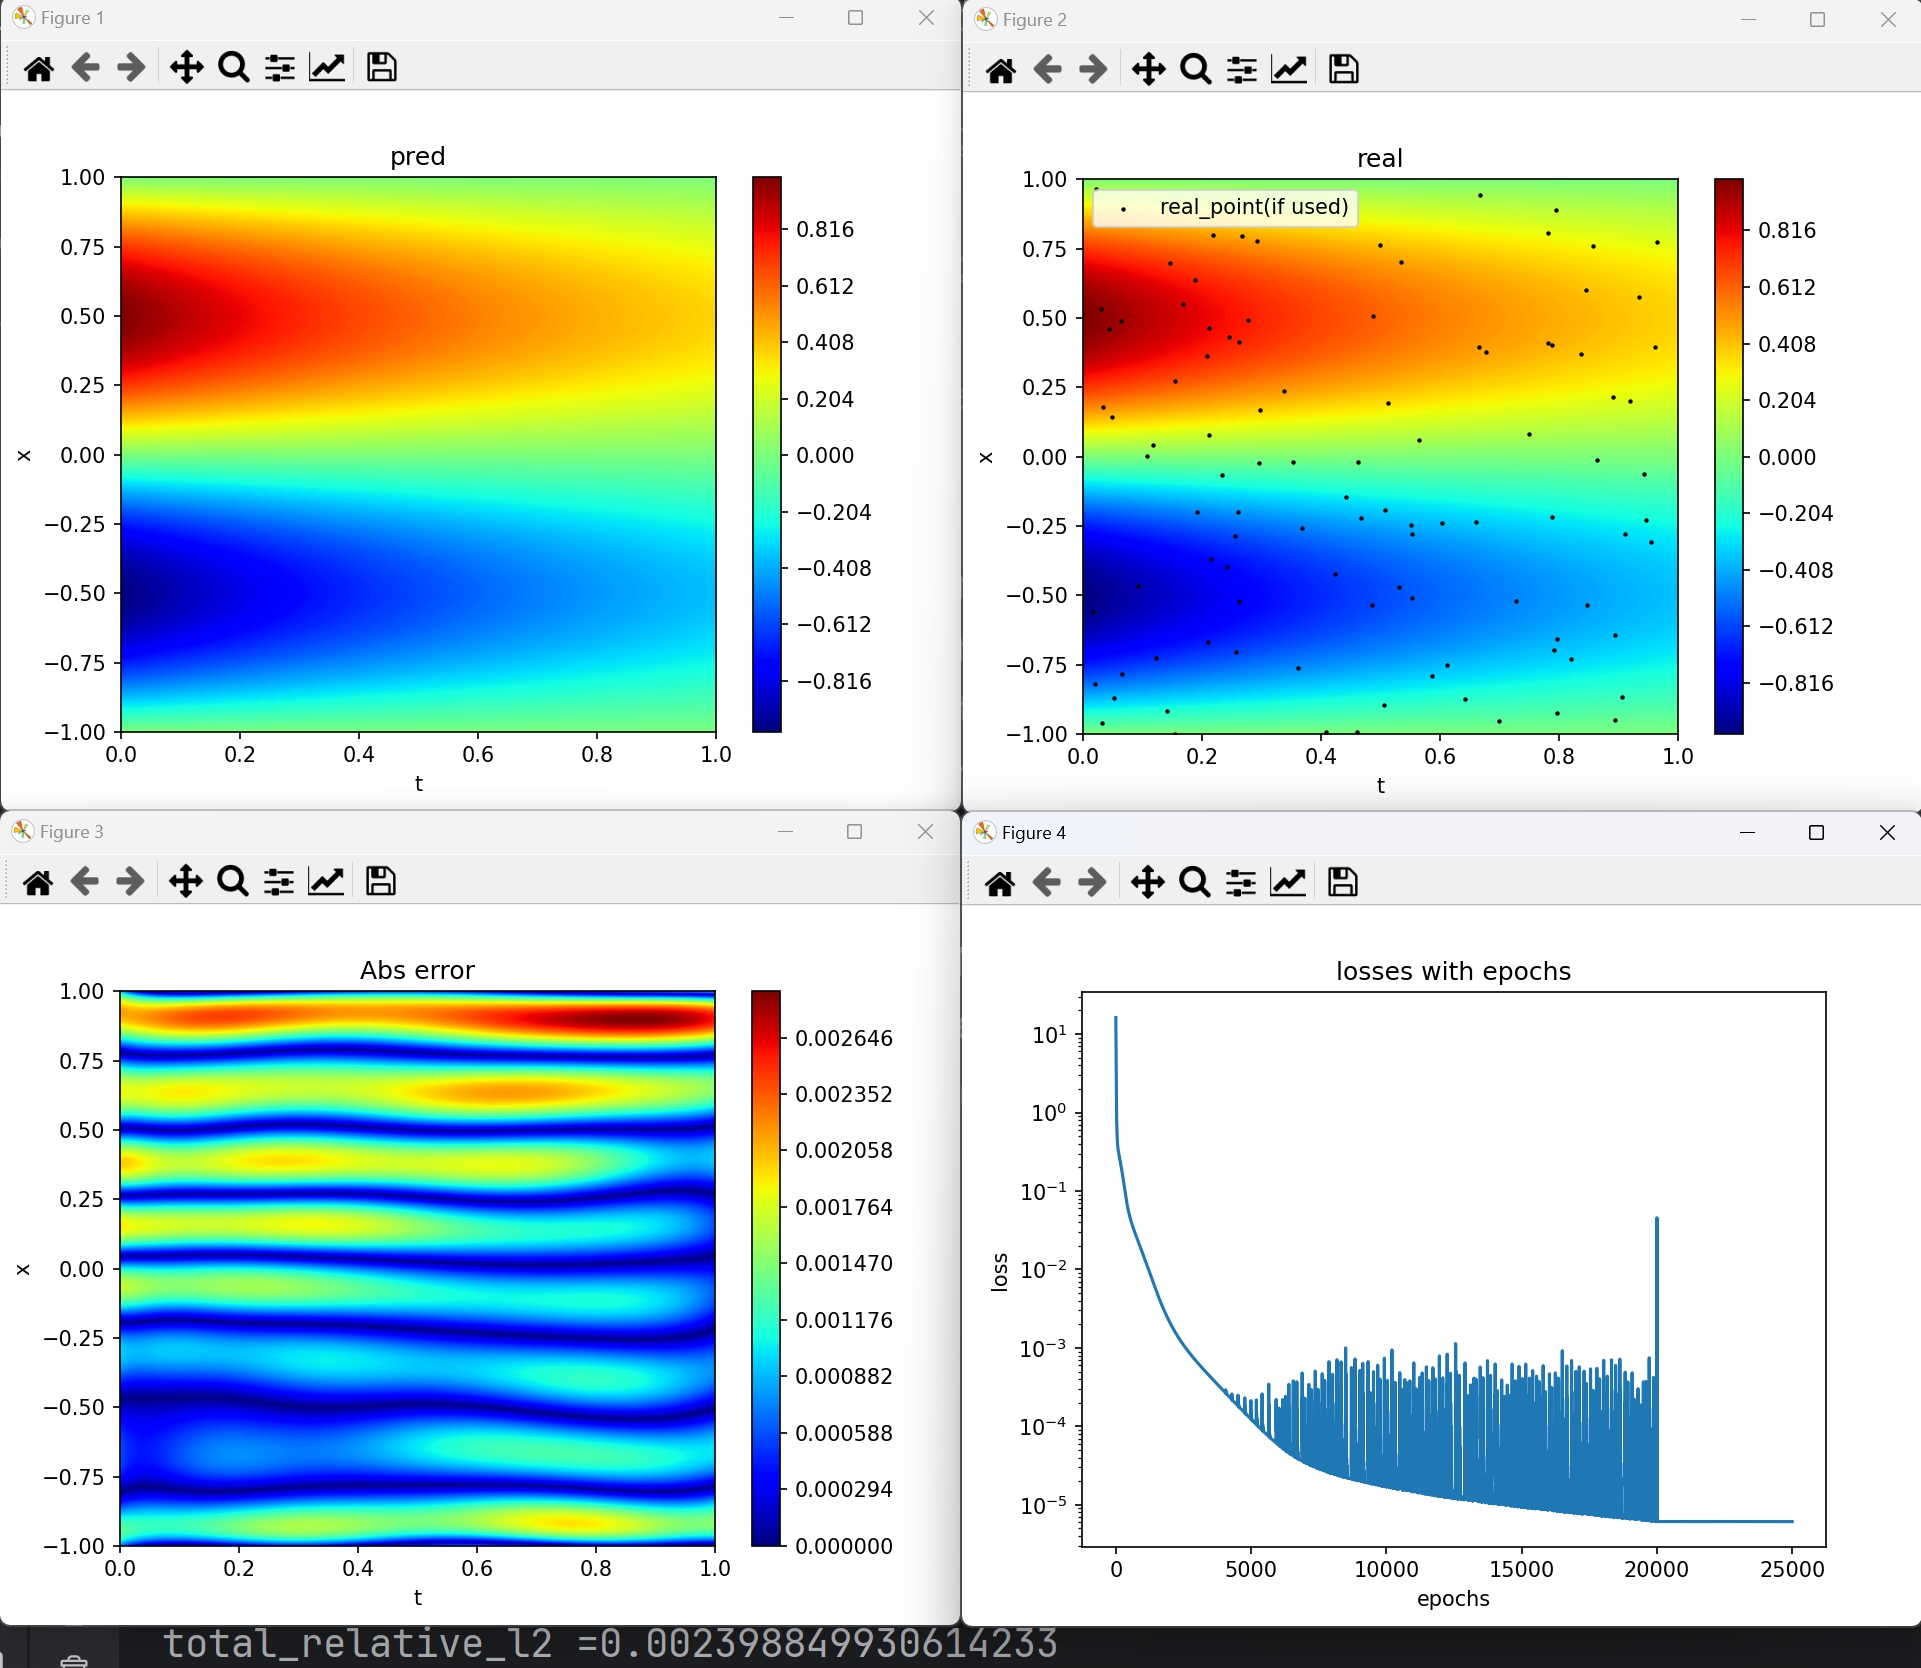 Figure 1
pred
1.00
0.75
0.50
0.25
0.00
−0.25
−0.50
−0.75
−1.00
x
0.0 0.2 0.4 0.6 0.8 1.0
t
0.816
0.612
0.408
0.204
0.000
−0.204
−0.408
−0.612
−0.816
Figure 2
real
real_point(if used)
1.00
0.75
0.50
0.25
0.00
−0.25
−0.50
−0.75
−1.00
x
0.0 0.2 0.4 0.6 0.8 1.0
t
0.816
0.612
0.408
0.204
0.000
−0.204
−0.408
−0.612
−0.816
Figure 3
Abs error
1.00
0.75
0.50
0.25
0.00
−0.25
−0.50
−0.75
−1.00
x
0.0 0.2 0.4 0.6 0.8 1.0
t
0.002646
0.002352
0.002058
0.001764
0.001470
0.001176
0.000882
0.000588
0.000294
0.000000
Figure 4
losses with epochs
10¹
10⁰
10⁻¹
10⁻²
10⁻³
10⁻⁴
10⁻⁵
loss
0 5000 10000 15000 20000 25000
epochs
total_relative_l2 =0.002398849930614233